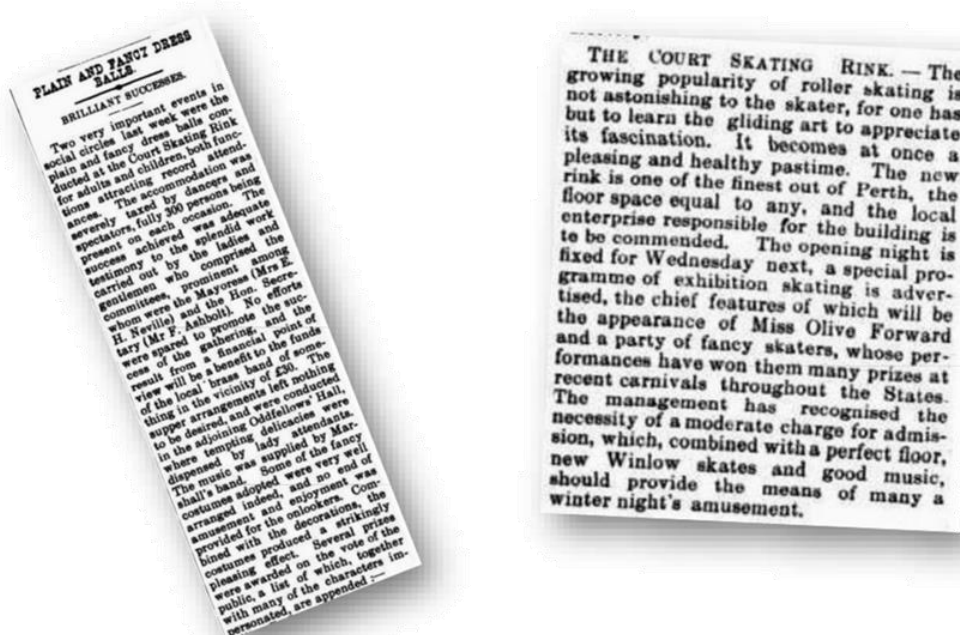 PLAIN AND FANCY DRESS
BALLS.
BRILLIANT SUCCESSES.
Two very important events in
social circles last week were the
plain and fancy dress balls con-
ducted at the Court Skating Rink
for adults and children, both func-
tions attracting record attend-
ances. The accommodation was
severely taxed by dancers and
spectators, fully 300 persons being
present on each occasion. The
success achieved was adequate
testimony to the splendid work
carried out by the ladies and
gentlemen who comprised the
committees, prominent among
whom were the Mayoress (Mrs E.
H. Neville) and the Hon. Secre-
tary (Mr F. Ashbolt). No efforts
were spared to promote the suc-
cess of the gathering, and the
result from a financial point of
view will be a benefit to the funds
of the local brass band of some-
thing in the vicinity of £30. The
supper arrangements left nothing
to be desired, and were conducted
in the adjoining Oddfellows' Hall,
where tempting delicacies were
dispensed by lady attendants.
The music was supplied by Mar-
shall's band. Some of the fancy
costumes adopted were very well
arranged indeed, and no end of
amusement and enjoyment was
provided for the onlookers. Com-
bined with the decorations, the
costumes produced a strikingly
pleasing effect. Several prizes
were awarded on the vote of the
public, a list of which, together
with many of the characters im-
personated, are appended :—
THE COURT SKATING RINK. — The
growing popularity of roller skating is
not astonishing to the skater, for one has
but to learn the gliding art to appreciate
its fascination. It becomes at once a
pleasing and healthy pastime. The new
rink is one of the finest out of Perth, the
floor space equal to any, and the local
enterprise responsible for the building is
to be commended. The opening night is
fixed for Wednesday next, a special pro-
gramme of exhibition skating is adver-
tised, the chief features of which will be
the appearance of Miss Olive Forward
and a party of fancy skaters, whose per-
formances have won them many prizes at
recent carnivals throughout the States.
The management has recognised the
necessity of a moderate charge for admis-
sion, which, combined with a perfect floor,
new Winlow skates and good music,
should provide the means of many a
winter night's amusement.